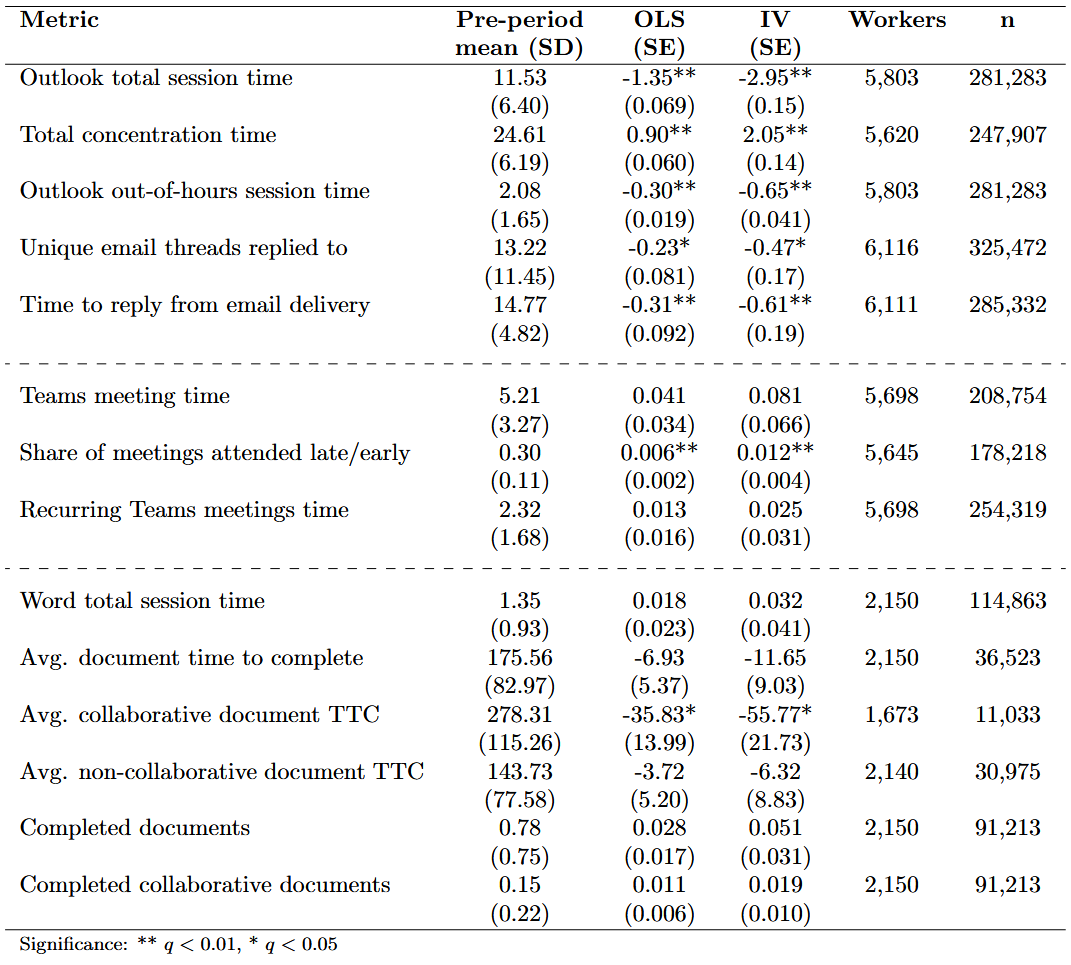 Metric Pre-period OLS IV Workers n
mean (SD) (SE) (SE)
Outlook total session time 11.53 -1.35** -2.95** 5,803 281,283
(6.40) (0.069) (0.15)
Total concentration time 24.61 0.90** 2.05** 5,620 247,907
(6.19) (0.060) (0.14)
Outlook out-of-hours session time 2.08 -0.30** -0.65** 5,803 281,283
(1.65) (0.019) (0.041)
Unique email threads replied to 13.22 -0.23* -0.47* 6,116 325,472
(11.45) (0.081) (0.17)
Time to reply from email delivery 14.77 -0.31** -0.61** 6,111 285,332
(4.82) (0.092) (0.19)
Teams meeting time 5.21 0.041 0.081 5,698 208,754
(3.27) (0.034) (0.066)
Share of meetings attended late/early 0.30 0.006** 0.012** 5,645 178,218
(0.11) (0.002) (0.004)
Recurring Teams meetings time 2.32 0.013 0.025 5,698 254,319
(1.68) (0.016) (0.031)
Word total session time 1.35 0.018 0.032 2,150 114,863
(0.93) (0.023) (0.041)
Avg. document time to complete 175.56 -6.93 -11.65 2,150 36,523
(82.97) (5.37) (9.03)
Avg. collaborative document TTC 278.31 -35.83* -55.77* 1,673 11,033
(115.26) (13.99) (21.73)
Avg. non-collaborative document TTC 143.73 -3.72 -6.32 2,140 30,975
(77.58) (5.20) (8.83)
Completed documents 0.78 0.028 0.051 2,150 91,213
(0.75) (0.017) (0.031)
Completed collaborative documents 0.15 0.011 0.019 2,150 91,213
(0.22) (0.006) (0.010)
Significance: ** q < 0.01, * q < 0.05